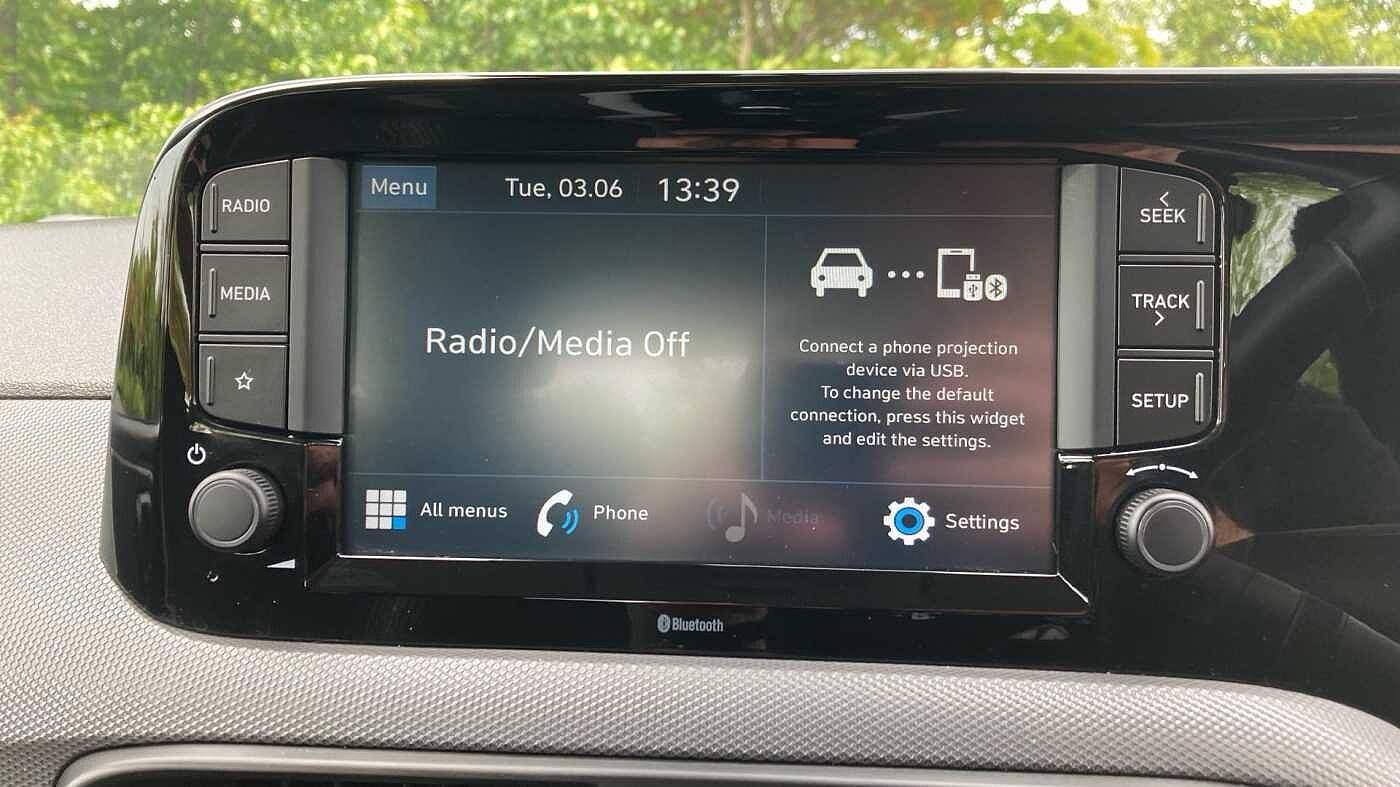 RADIO
MEDIA
Menu
Tue, 03.06
13:39
Radio/Media Off
Connect a phone projection
device via USB.
To change the default
connection, press this widget
and edit the settings.
All menus
Phone
Media
Settings
SEEK
TRACK
SETUP
Bluetooth